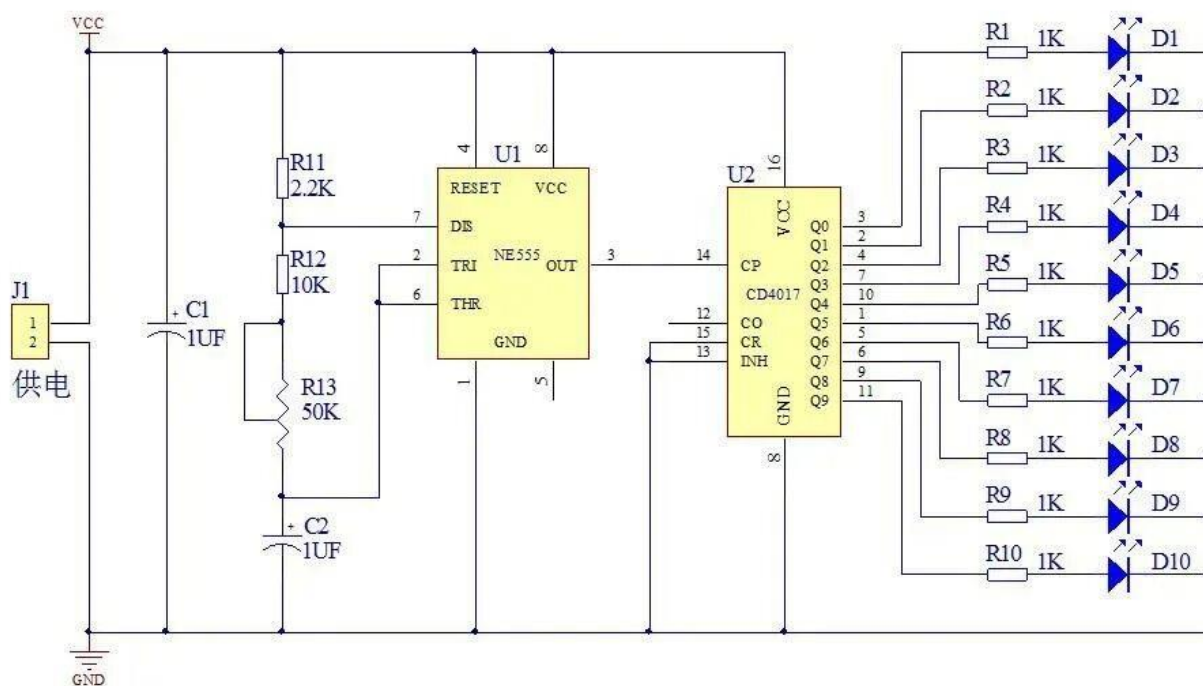 VCC
J1
1
2
供电
GND
C1
1UF
R11
2.2K
R12
10K
R13
50K
C2
1UF
U1
4
8
RESET
VCC
7
DIS
2
TRI
NE555
OUT
3
6
THR
GND
1
5
U2
16
VCC
14
CP
CD4017
12
CO
15
CR
13
INH
GND
8
Q0
3
Q1
2
Q2
4
Q3
7
Q4
10
Q5
1
Q6
5
Q7
6
Q8
9
Q9
11
R1 1K D1
R2 1K D2
R3 1K D3
R4 1K D4
R5 1K D5
R6 1K D6
R7 1K D7
R8 1K D8
R9 1K D9
R10 1K D10